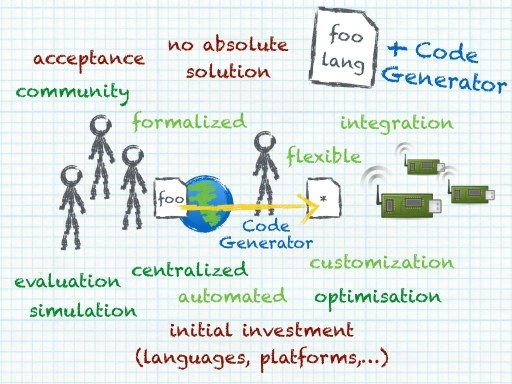 acceptance
no absolute
solution
foo
lang
+ Code
Generator
community
formalized
integration
flexible
foo
*
Code
Generator
evaluation
centralized
customization
simulation
automated
optimisation
initial investment
(languages, platforms,...)